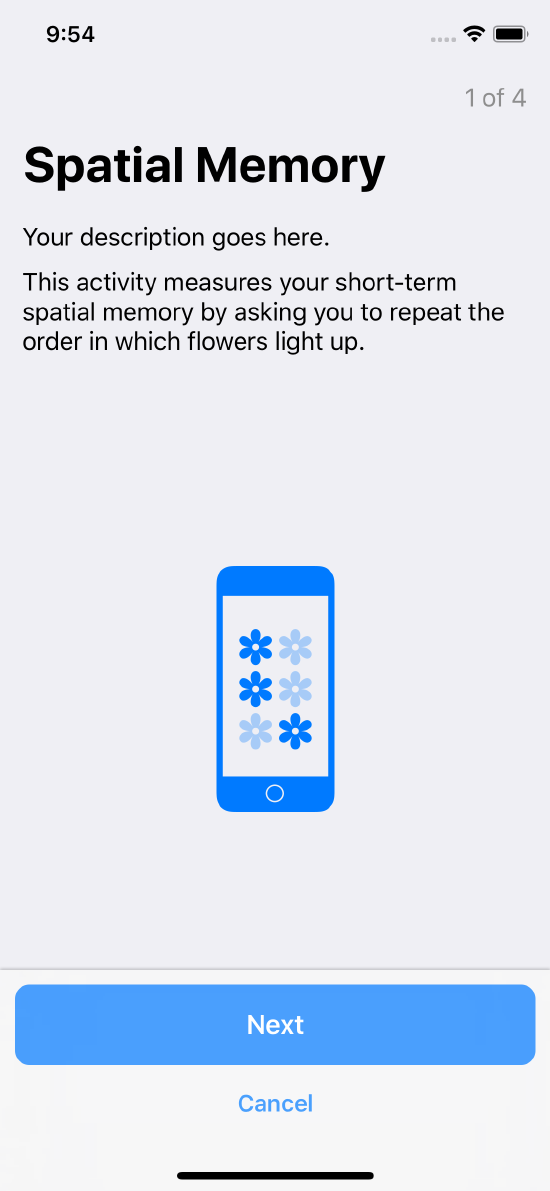 9:54
1 of 4
Spatial Memory
Your description goes here.
This activity measures your short-term
spatial memory by asking you to repeat the
order in which flowers light up.
Next
Cancel